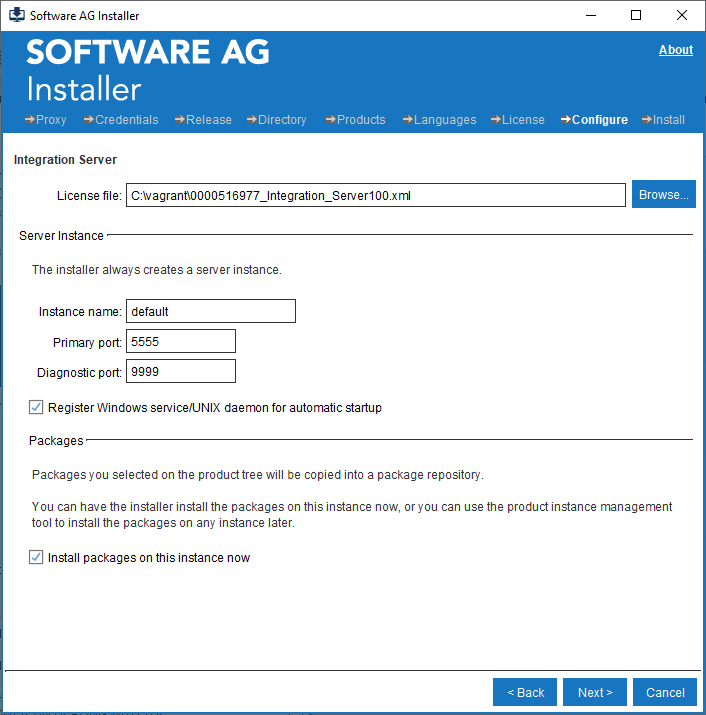 Software AG Installer
SOFTWARE AG
About
Installer
Proxy Credentials Release Directory Products Languages License Configure Install
Integration Server
License file: C:\vagrant\0000516977_Integration_Server100.xml Browse...
Server Instance
The installer always creates a server instance.
Instance name: default
Primary port: 5555
Diagnostic port: 9999
Register Windows service/UNIX daemon for automatic startup
Packages
Packages you selected on the product tree will be copied into a package repository.
You can have the installer install the packages on this instance now, or you can use the product instance management
tool to install the packages on any instance later.
Install packages on this instance now
< Back Next > Cancel